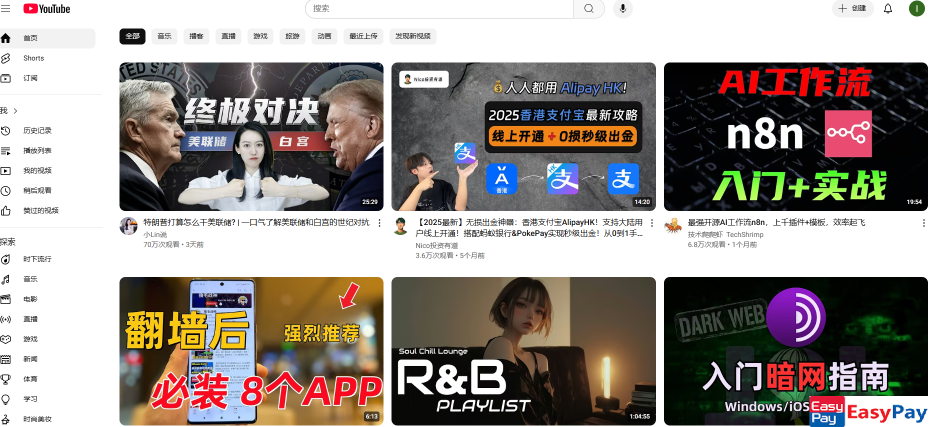 YouTube
搜索
创建
I
首页
全部
音乐
播客
直播
游戏
旅游
动画
最近上传
发现新视频
Shorts
订阅
我
历史记录
播放列表
我的视频
稍后观看
赞过的视频
探索
时下流行
音乐
电影
直播
游戏
新闻
体育
学习
时尚美妆
终极对决
美联储
白宫
25:29
特朗普打算怎么干美联储? | 一口气了解美联储和白宫的世纪对抗
小Lin说
70万次观看 • 3天前
Nico投资有道
人人都用 Alipay HK!
2025香港支付宝最新攻略
线上开通 + 0损秒级出金
香港
14:20
【2025最新】无损出金神器：香港支付宝AlipayHK！支持大陆用
户线上开通！搭配蚂蚁银行&PokePay实现秒级出金！从0到1手...
Nico投资有道
3.6万次观看 • 5个月前
AI工作流
n8n
入门+实战
19:54
最强开源AI工作流n8n，上千插件+模板，效率起飞
技术爬爬虾 TechShrimp
6.8万次观看 • 1个月前
翻墙后
强烈推荐
必装 8个APP
6:13
Soul Chill Lounge
R&B
PLAYLIST
1:04:55
DARK WEB
入门暗网指南
Windows/iOS
Easy
Pay
EasyPay